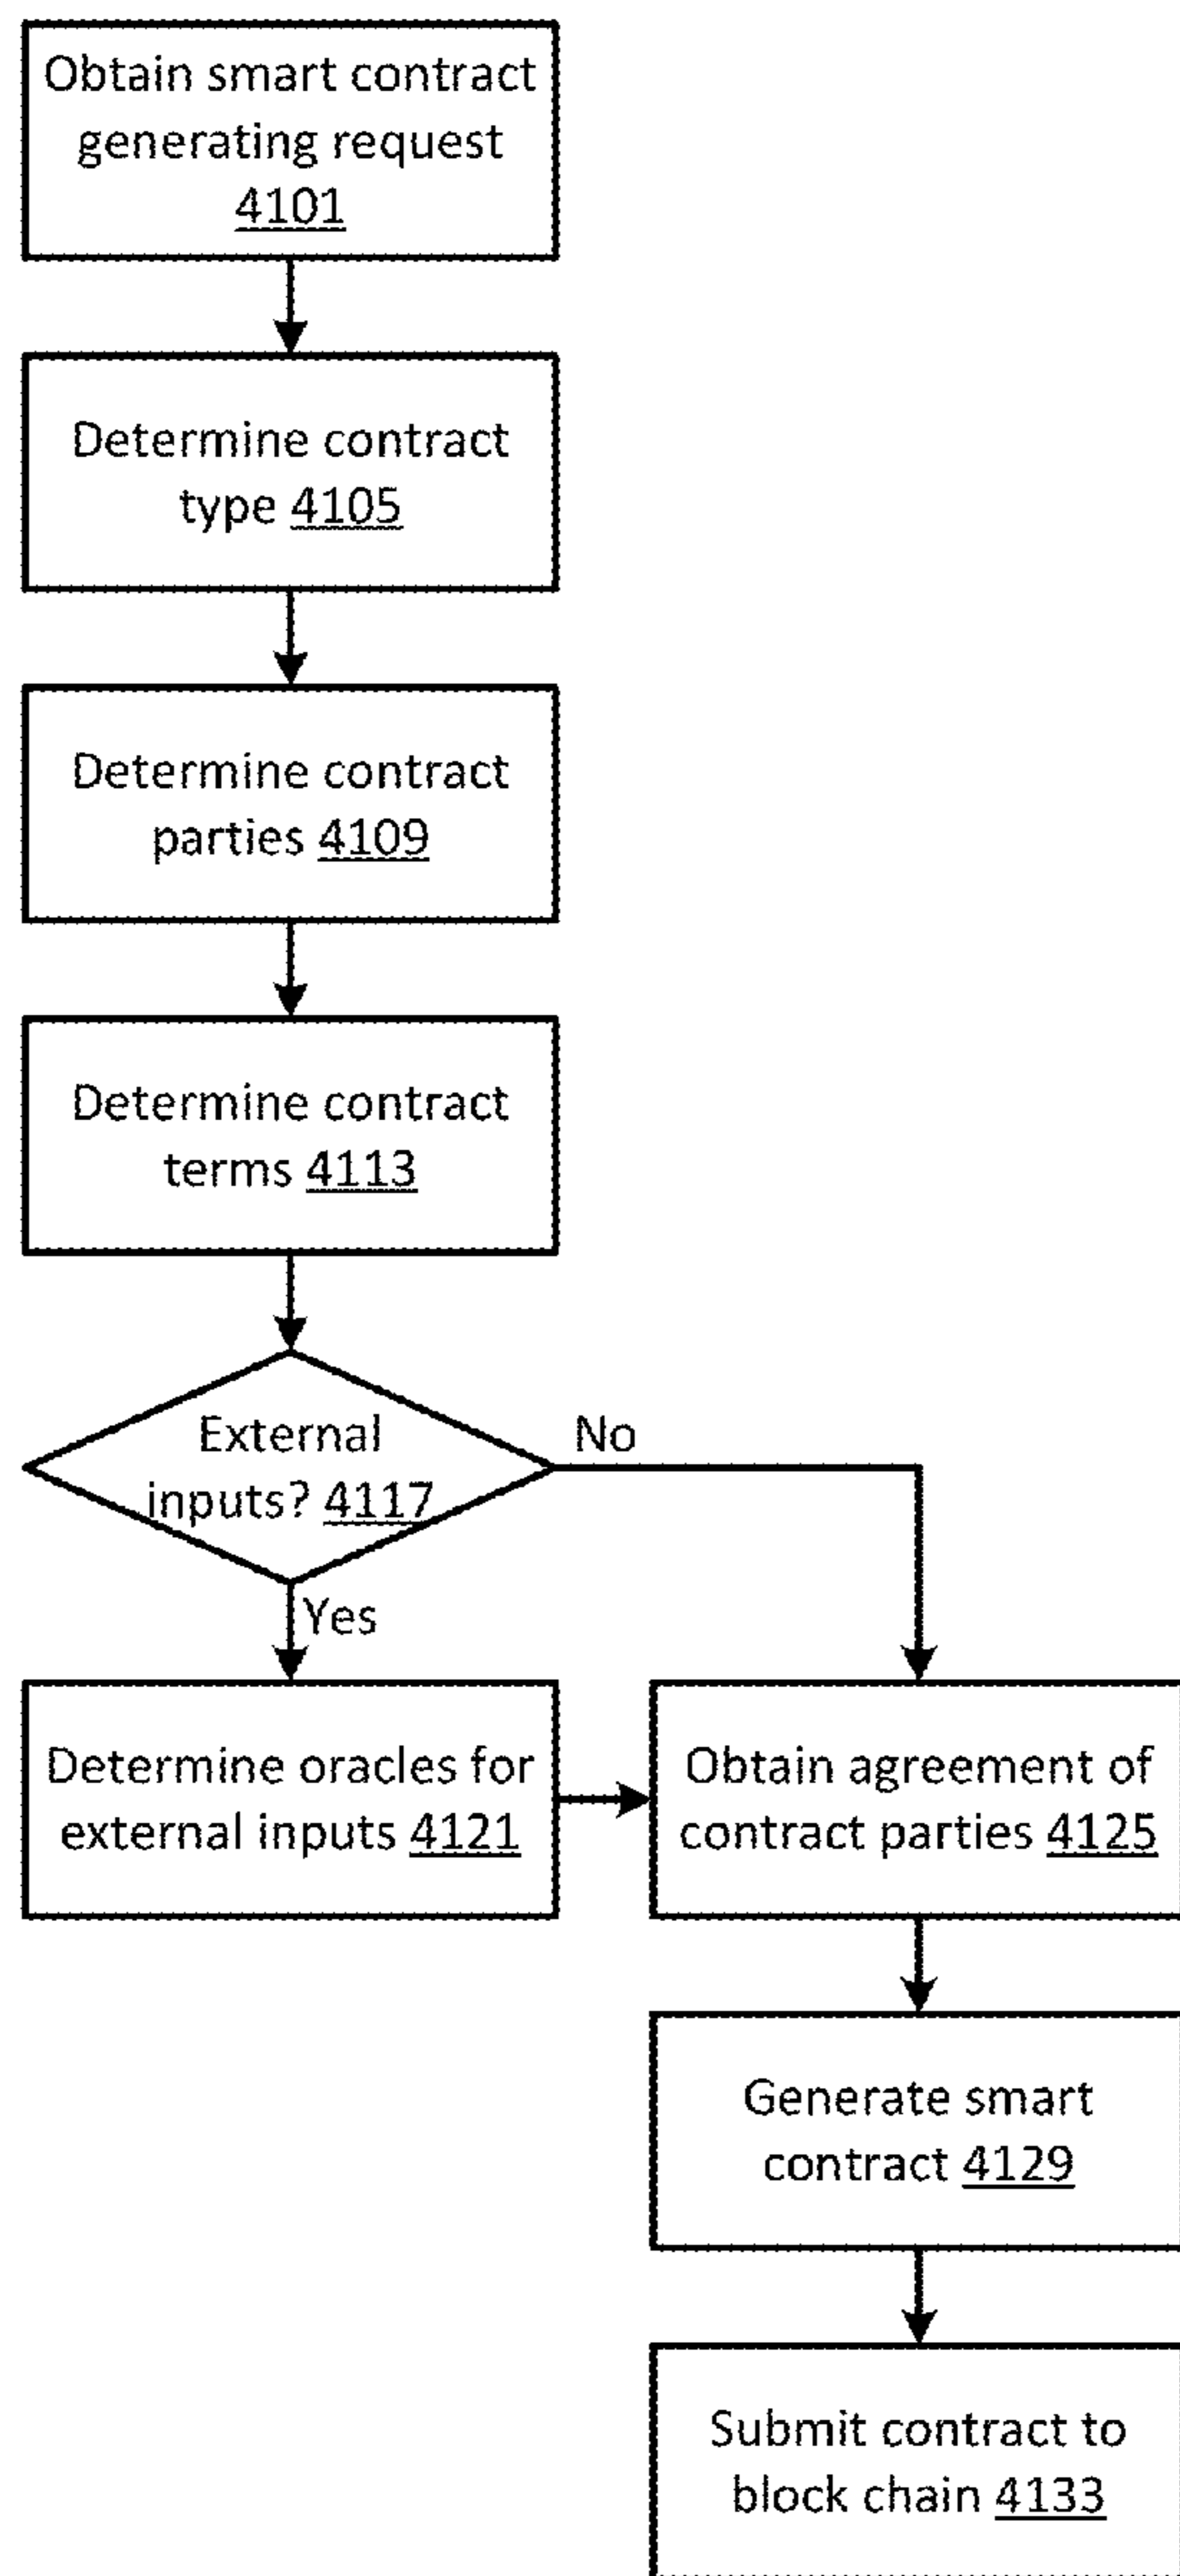 Obtain smart contract
generating request
4101
Determine contract
type 4105
Determine contract
parties 4109
Determine contract
terms 4113
External
inputs? 4117
No
Yes
Determine oracles for
external inputs 4121
Obtain agreement of
contract parties 4125
Generate smart
contract 4129
Submit contract to
block chain 4133